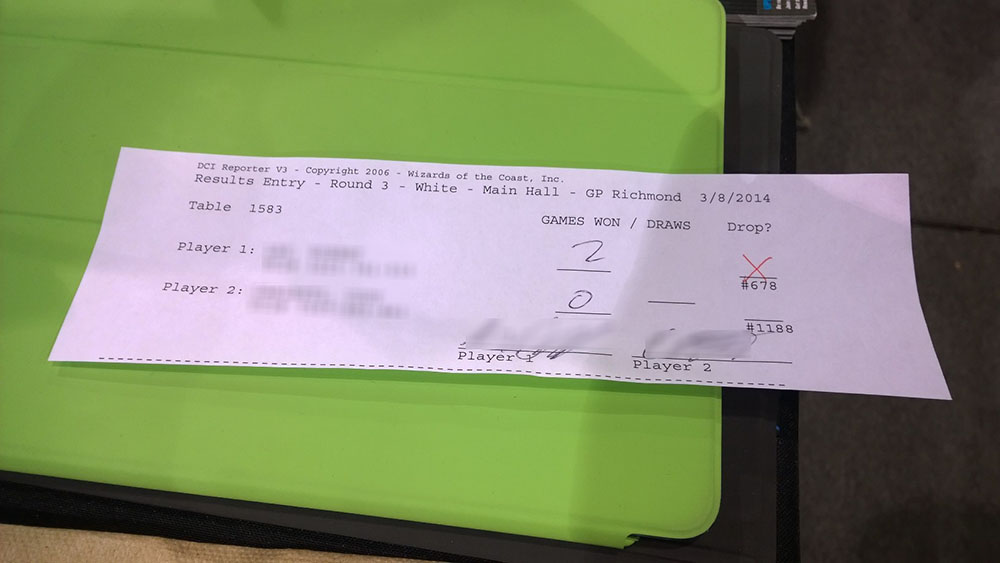 DCI Reporter V3 - Copyright 2006 - Wizards of the Coast, Inc.
Results Entry - Round 3 - White - Main Hall - GP Richmond 3/8/2014
Table 1583
GAMES WON / DRAWS Drop?
Player 1: 2 X
#678
Player 2: 0
#1188
Player 1 Player 2